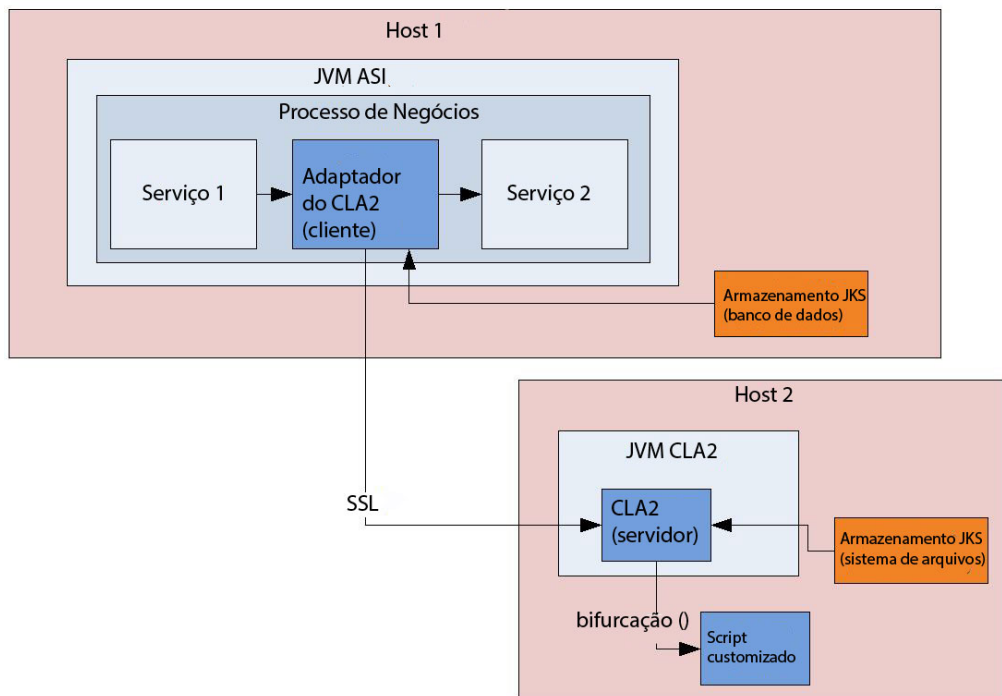 Host 1
JVM ASI
Processo de Negócios
Serviço 1
Adaptador
do CLA2
(cliente)
Serviço 2
Armazenamento JKS
(banco de dados)
Host 2
JVM CLA2
SSL
CLA2
(servidor)
Armazenamento JKS
(sistema de arquivos)
bifurcação ()
Script
customizado